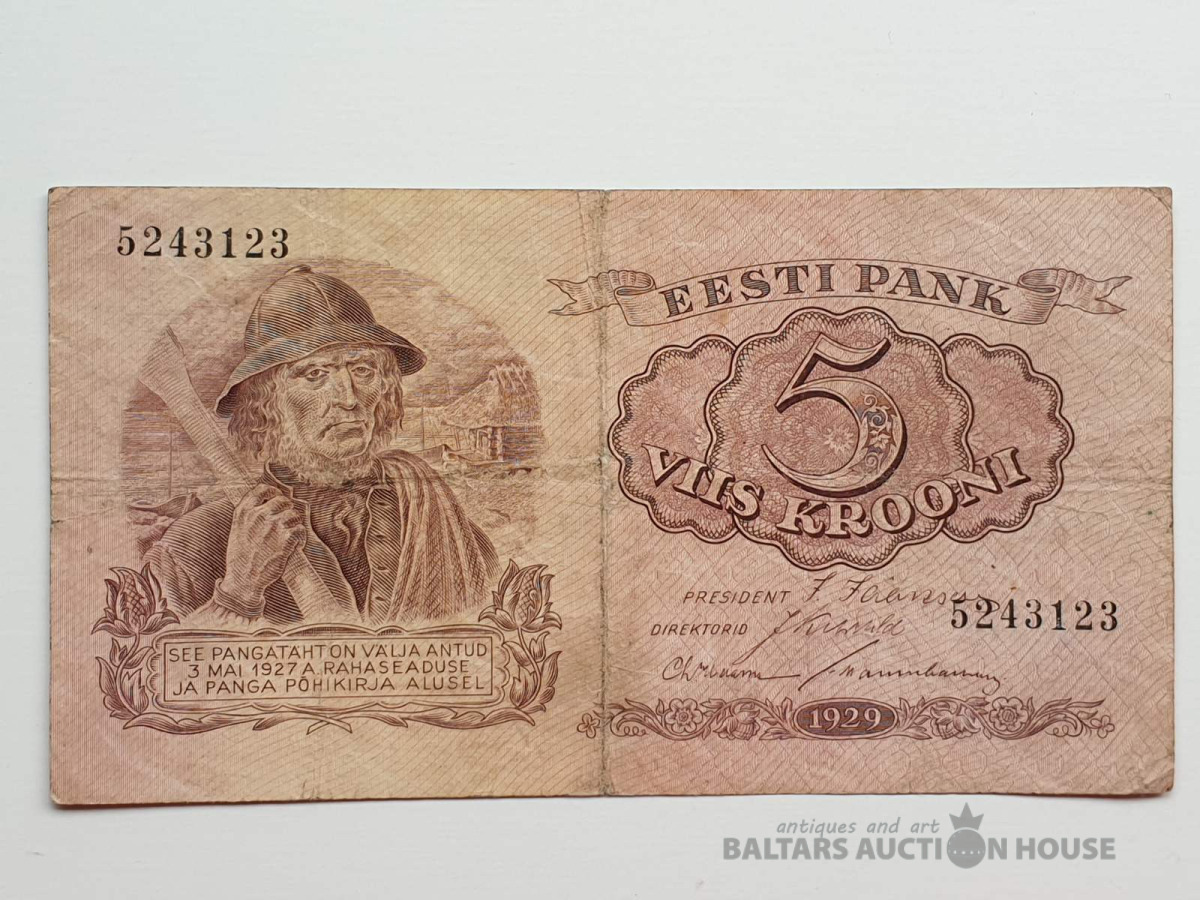 5243123
EESTI PANK
5
VIIS KROONI
PRESIDENT
DIREKTORID
5243123
SEE PANGATÄHT ON VÄLJA ANTUD
3 MAI 1927 A. RAHASEADUSE
JA PANGA PÕHIKIRJA ALUSEL
1929
antiques and art
BALTARS AUCTION HOUSE